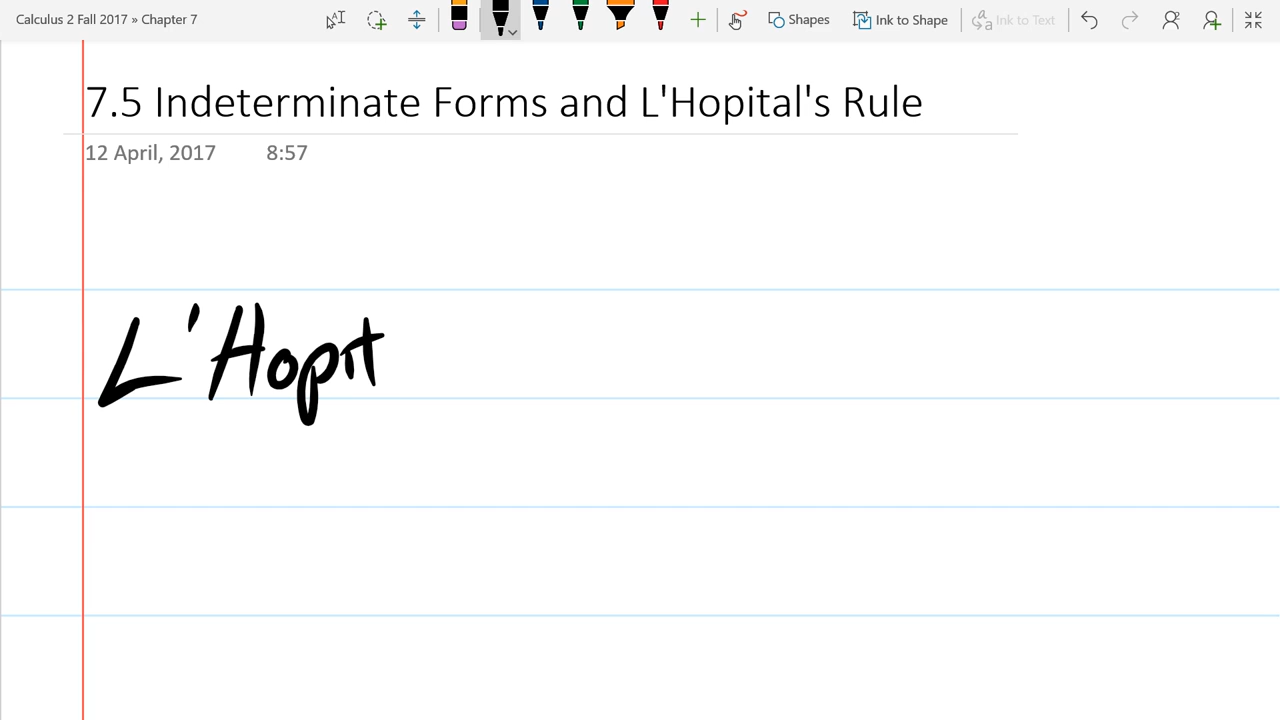 Calculus 2 Fall 2017 » Chapter 7
Shapes
Ink to Shape
Ink to Text
7.5 Indeterminate Forms and L'Hopital's Rule
12 April, 2017 8:57
L'Hopit